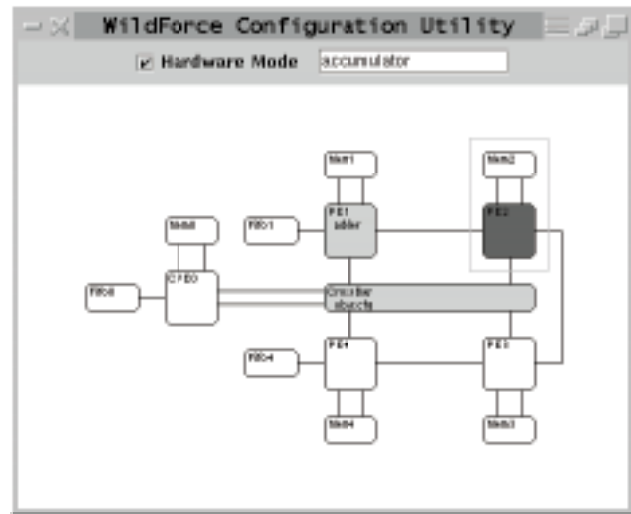 WildForce Configuration Utility
Hardware Mode
accumulator
Mem1
Mem2
PE1
adder
PE2
Fifo1
Mem0
CPE0
Fifo0
Crossbar
PE4
PE3
Fifo4
Mem4
Mem3